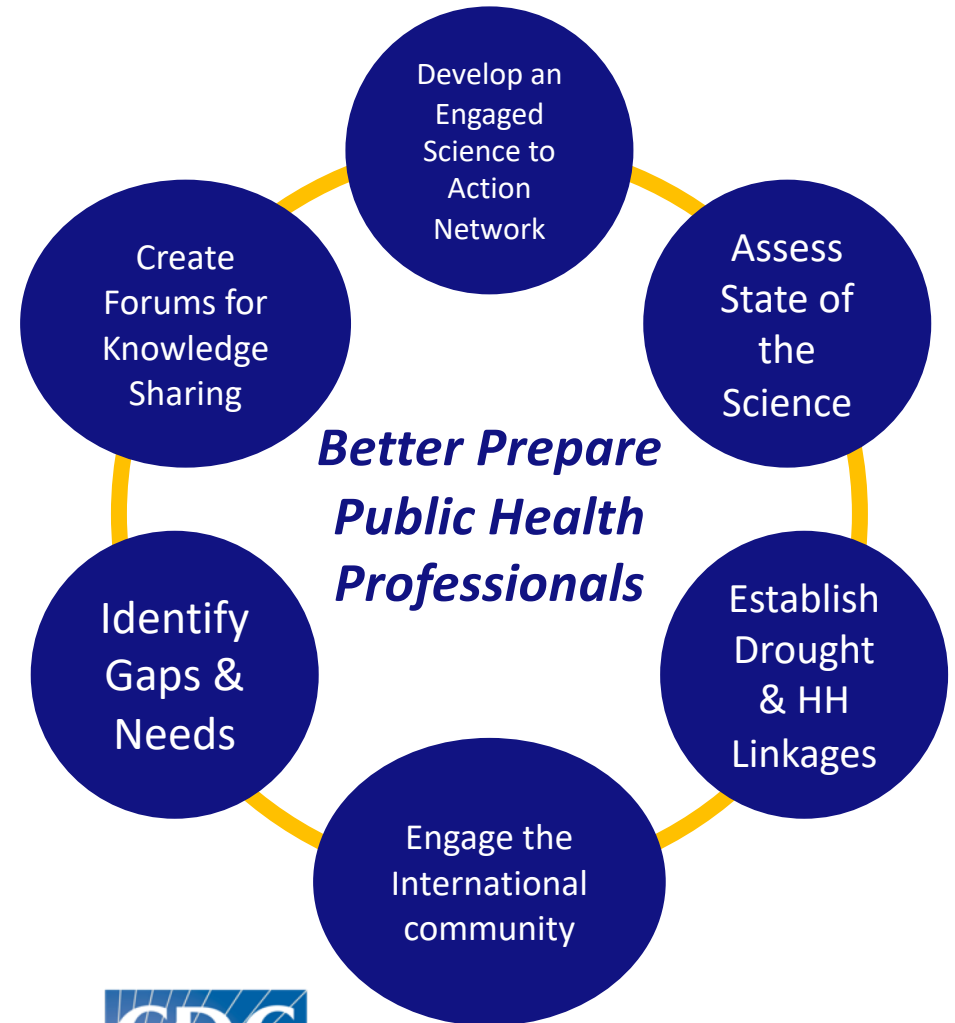 Develop an
Engaged
Science to
Action
Network
Assess
State of
the
Science
Establish
Drought
& HH
Linkages
Engage the
International
community
Identify
Gaps &
Needs
Create
Forums for
Knowledge
Sharing
Better Prepare
Public Health
Professionals
CDC